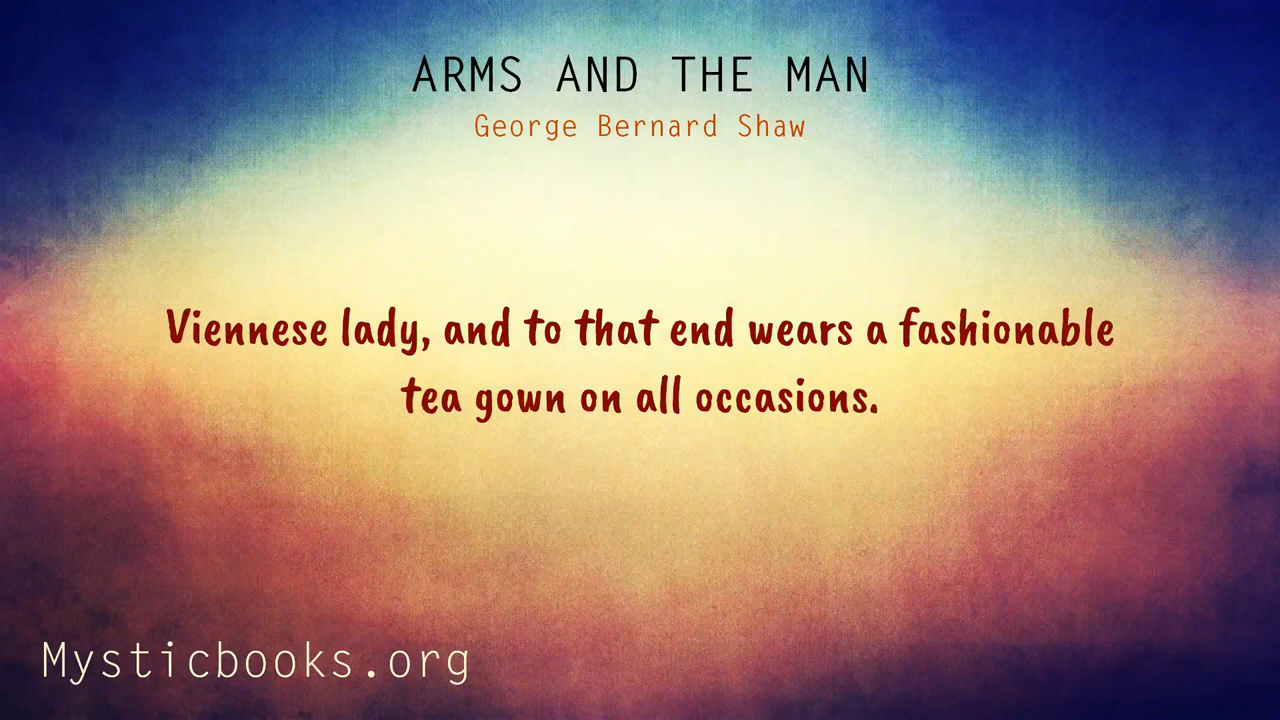 ARMS AND THE MAN
George Bernard Shaw
Viennese lady, and to that end wears a fashionable
tea gown on all occasions.
Mysticbooks.org